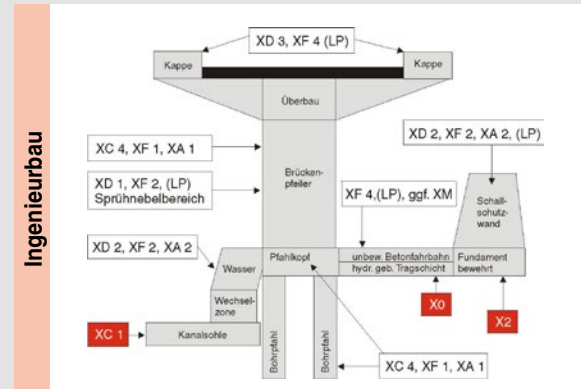 Ingenieurbau
XD 3, XF 4 (LP)
Kappe
Kappe
Überbau
XD 2, XF 2, XA 2, (LP)
XC 4, XF 1, XA 1
Brücken-
pfeiler
XD 1, XF 2, (LP)
Sprühnebelbereich
XF 4,(LP), ggf. XM
Schall-
schutz-
wand
XD 2, XF 2, XA 2
Wasser
Pfahlkopf
unbew. Betonfahrbahn
hydr. geb. Tragschicht
Fundament
bewehrt
Wechsel-
zone
X0
X2
XC 1
Kanalsohle
Bohrpfahl
Bohrpfahl
XC 4, XF 1, XA 1